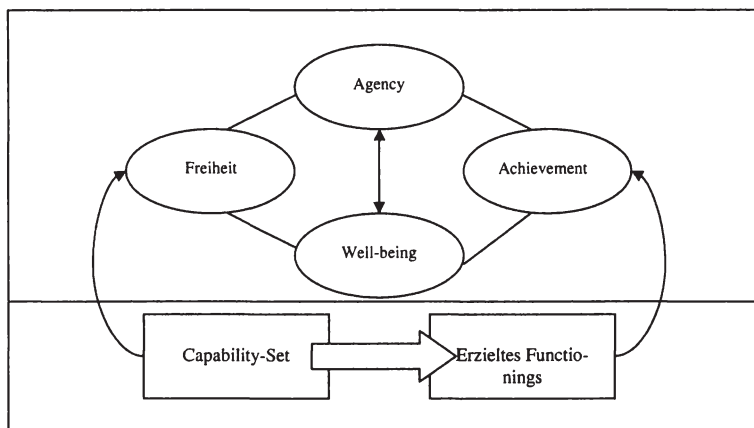 Agency
Freiheit
Achievement
Well-being
Capability-Set
Erzieltes Functio-
nings